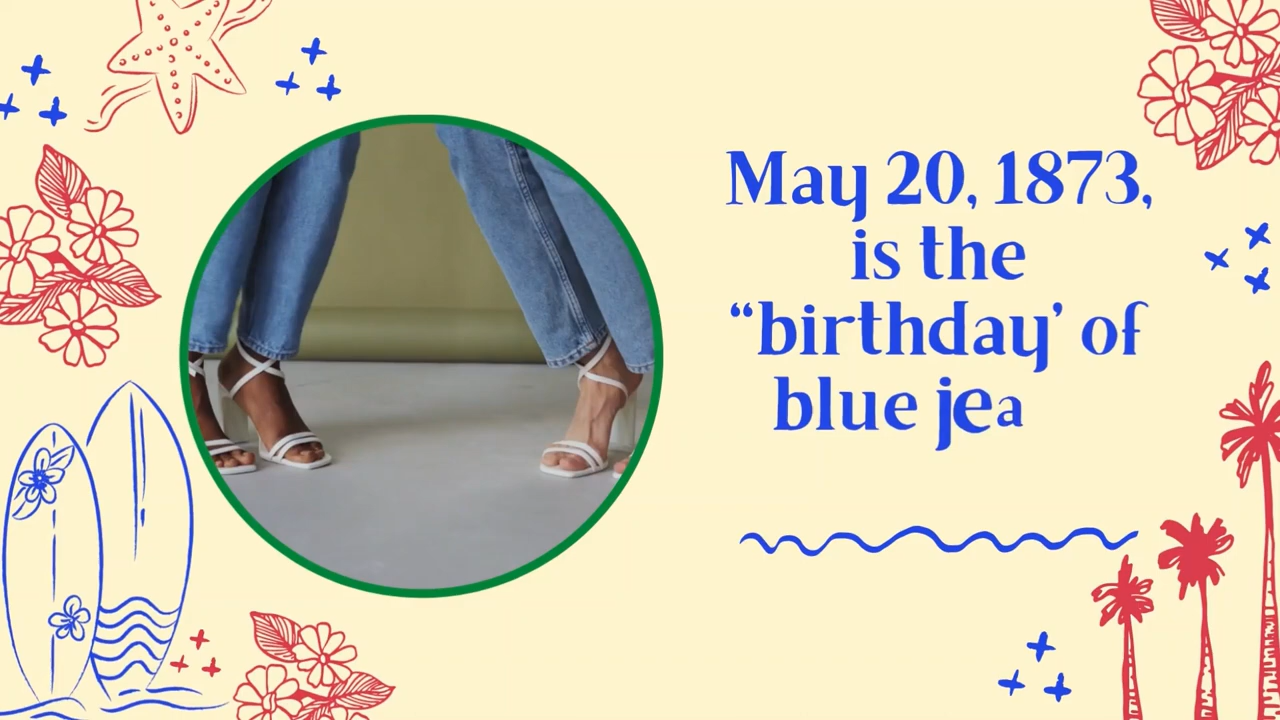 May 20, 1873,
is the
“birthday’ of
blue jea